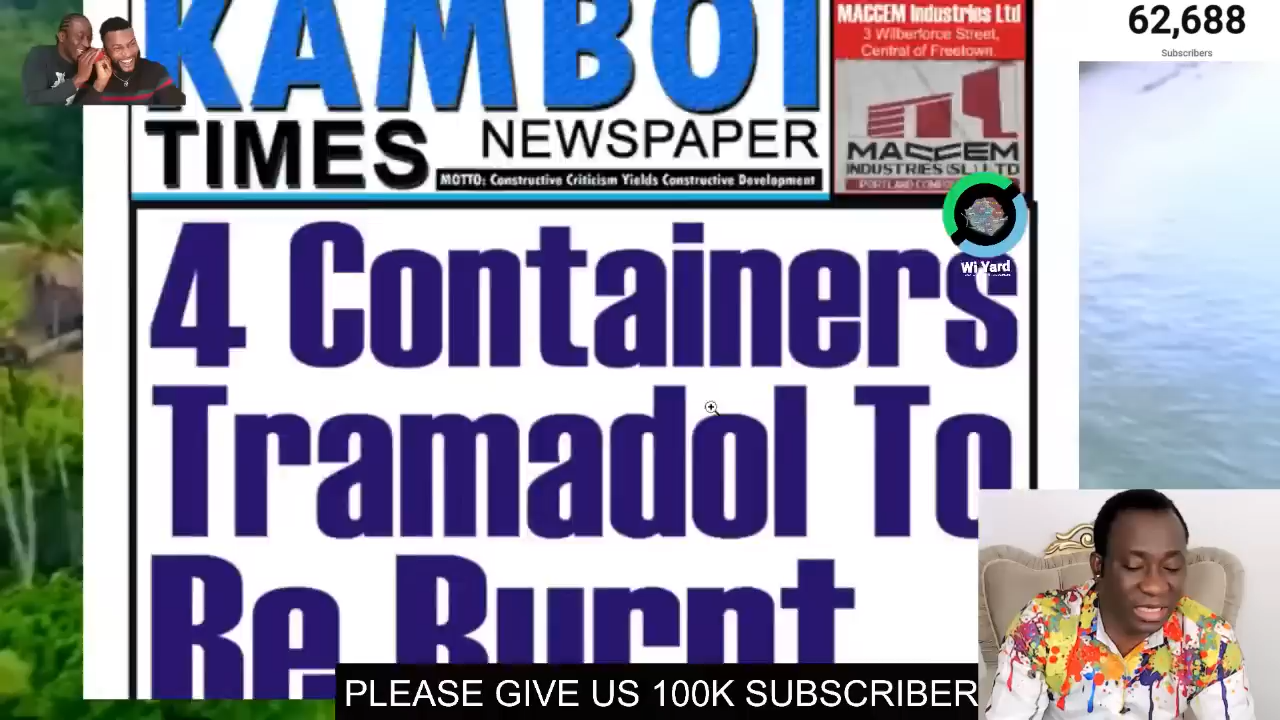 KAMBOI
TIMES NEWSPAPER
MOTTO: Constructive Criticism Yields Constructive Development
MACCEM Industries Ltd
3 Wilberforce Street,
Central of Freetown.
MACCEM
INDUSTRIES (SL) LTD
62,688
Subscribers
Wi Yard
4 Containers
Tramadol To
Be Burnt
PLEASE GIVE US 100K SUBSCRIBER